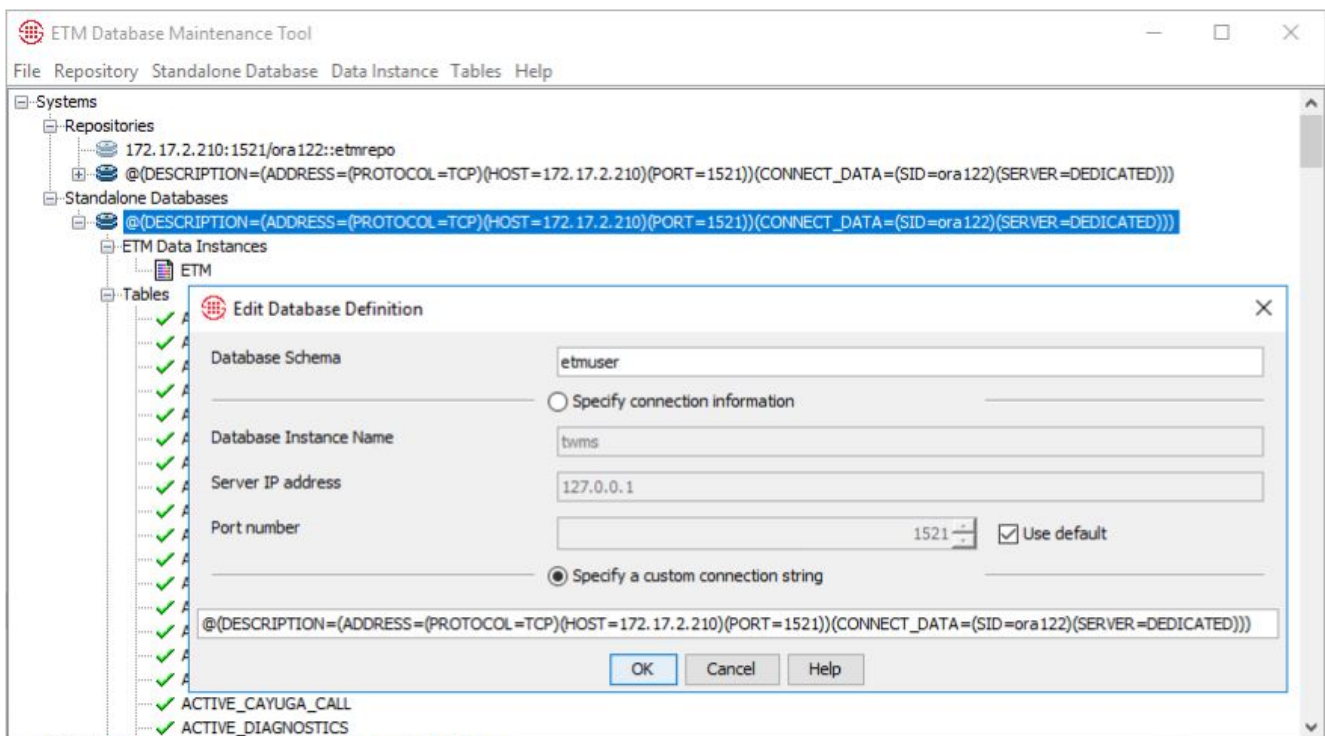 ETM Database Maintenance Tool
File Repository Standalone Database Data Instance Tables Help
Systems
Repositories
172.17.2.210:1521/ora122::etmrepo
@(DESCRIPTION=(ADDRESS=(PROTOCOL=TCP)(HOST=172.17.2.210)(PORT=1521))(CONNECT_DATA=(SID=ora122)(SERVER=DEDICATED)))
Standalone Databases
@(DESCRIPTION=(ADDRESS=(PROTOCOL=TCP)(HOST=172.17.2.210)(PORT=1521))(CONNECT_DATA=(SID=ora122)(SERVER=DEDICATED)))
ETM Data Instances
ETM
Tables
Edit Database Definition
Database Schema etmuser
Specify connection information
Database Instance Name twms
Server IP address 127.0.0.1
Port number 1521 Use default
Specify a custom connection string
@(DESCRIPTION=(ADDRESS=(PROTOCOL=TCP)(HOST=172.17.2.210)(PORT=1521))(CONNECT_DATA=(SID=ora122)(SERVER=DEDICATED)))
OK Cancel Help
ACTIVE_CAYUGA_CALL
ACTIVE_DIAGNOSTICS